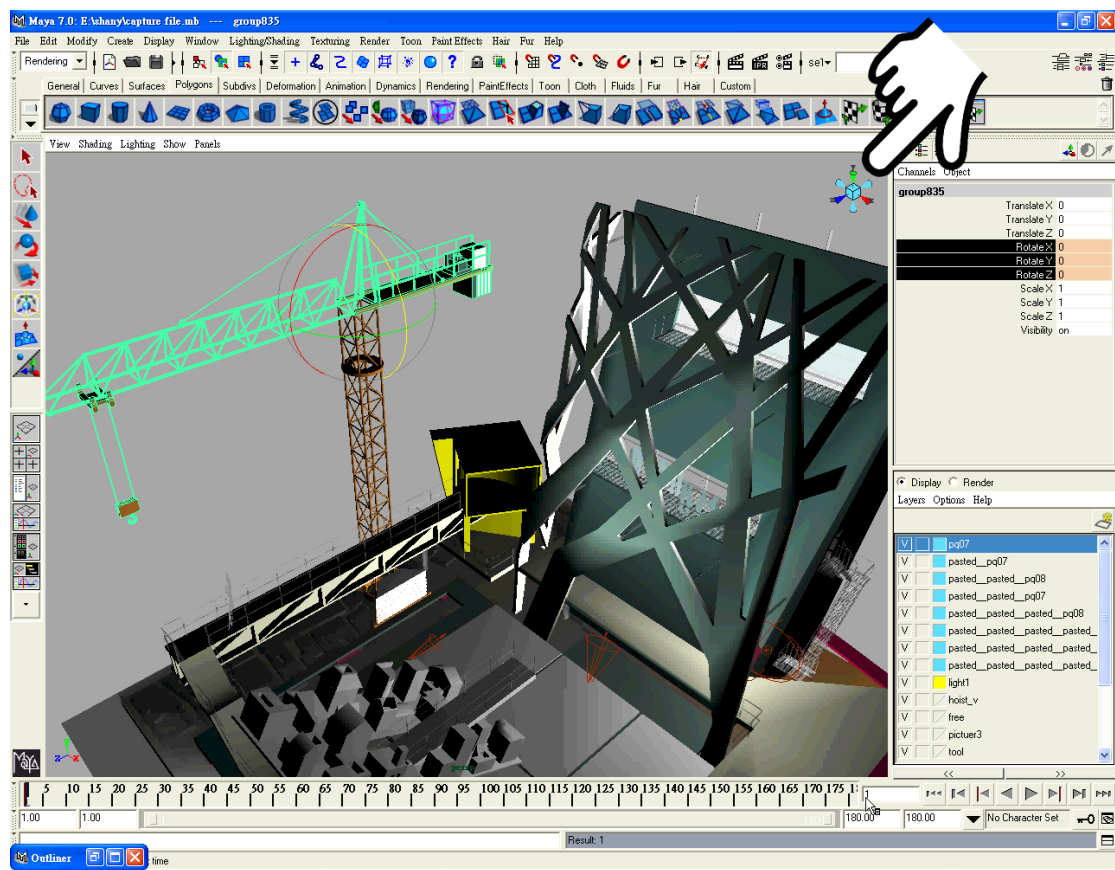 Maya 7.0: E:\shany\capture file.mb --- group835
File Edit Modify Create Display Window Lighting/Shading Texturing Render Toon Paint Effects Hair Fur Help
Rendering sel
General Curves Surfaces Polygons Subdivs Deformation Animation Dynamics Rendering PaintEffects Toon Cloth Fluids Fur Hair Custom
View Shading Lighting Show Panels
Channels Object
group835
Translate X 0
Translate Y 0
Translate Z 0
Rotate X 0
Rotate Y 0
Rotate Z 0
Scale X 1
Scale Y 1
Scale Z 1
Visibility on
Display Render
Layers Options Help
V pq07
V pasted__pq07
V pasted__pasted__pq08
V pasted__pasted__pq07
V pasted__pasted__pasted__pq08
V pasted__pasted__pasted__pasted_
V pasted__pasted__pasted__pasted_
V pasted__pasted__pasted__pasted_
V light1
V hoist_v
V free
V pictuer3
V tool
y
z x
persp
MAYA
<< >>
5 10 15 20 25 30 35 40 45 50 55 60 65 70 75 80 85 90 95 100 105 110 115 120 125 130 135 140 145 150 155 160 165 170 175 1
1.00 1.00 1 180 180.00 180.00 No Character Set
Result: 1
Outliner time